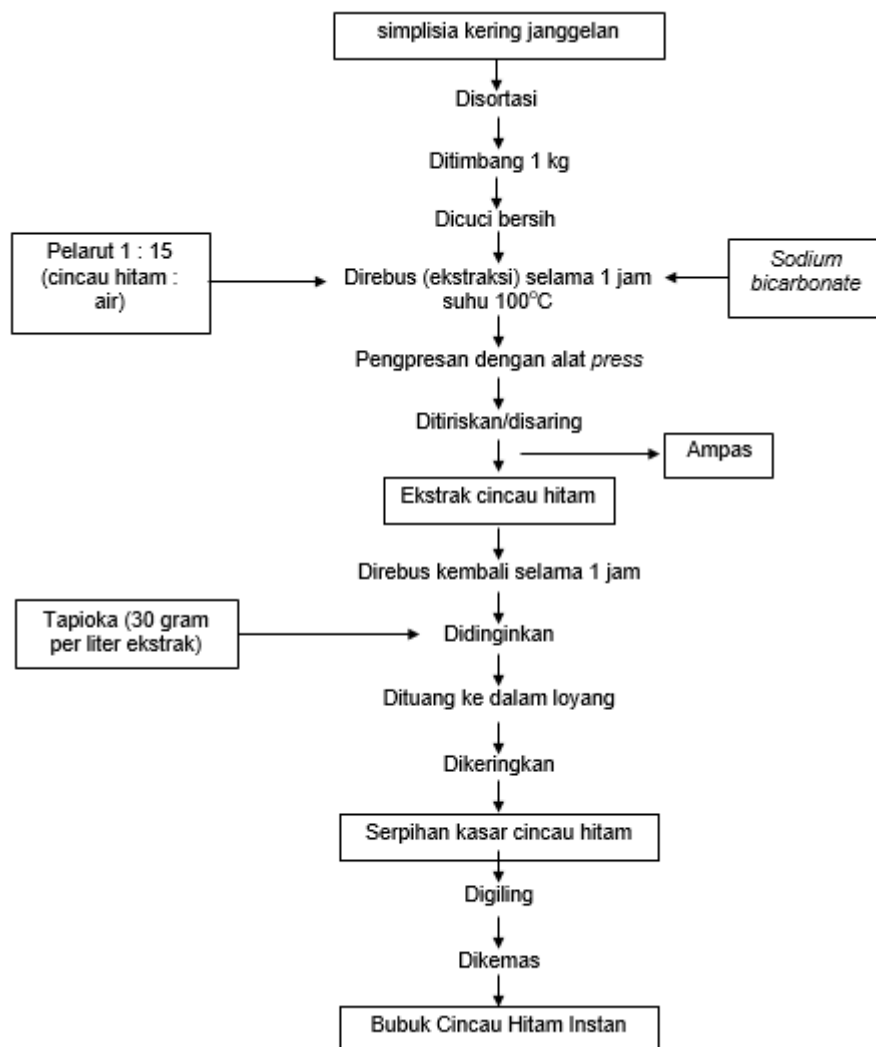 simplisia kering janggelan
Disortasi
Ditimbang 1 kg
Dicuci bersih
Pelarut 1 : 15
(cincau hitam :
air)
Direbus (ekstraksi) selama 1 jam
suhu 100°C
Sodium
bicarbonate
Pengpresan dengan alat press
Ditiriskan/disaring
Ampas
Ekstrak cincau hitam
Direbus kembali selama 1 jam
Tapioka (30 gram
per liter ekstrak)
Didinginkan
Dituang ke dalam loyang
Dikeringkan
Serpihan kasar cincau hitam
Digiling
Dikemas
Bubuk Cincau Hitam Instan